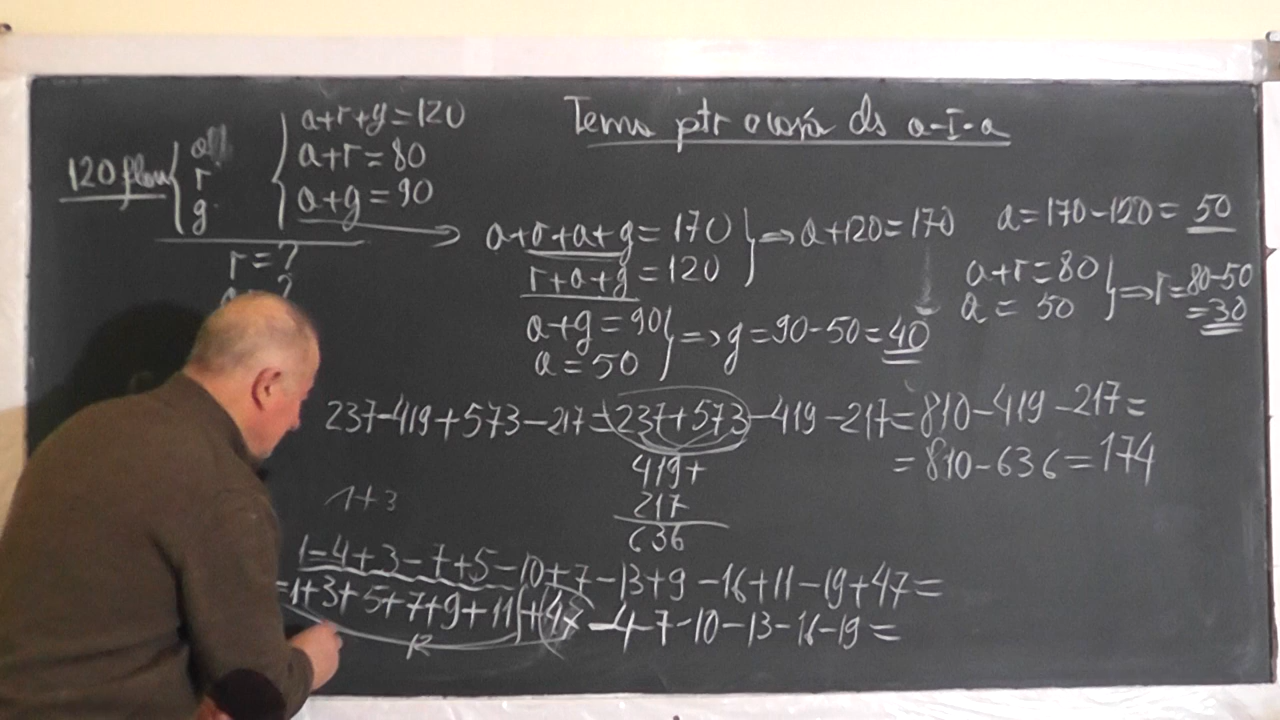 Tema ptr acasă ds a-I-a
120 flori
r
g
r = ?
?
a+r+g=120
a+r=80
a+g=90
a+r+a+g=170
r+a+g=120
⇒a+120=170
a=170-120=50
a+r=80
a=50
⇒r=80-50
=30
a+g=90
a=50
⇒g=90-50=40
237-419+573-217=237+573-419-217=810-419-217=
=810-636=174
419+
217
636
1+3
1-4+3-7+5-10+7-13+9-16+11-19+47=
=1+3+5+7+9+11+47-4-7-10-13-16-19=
12